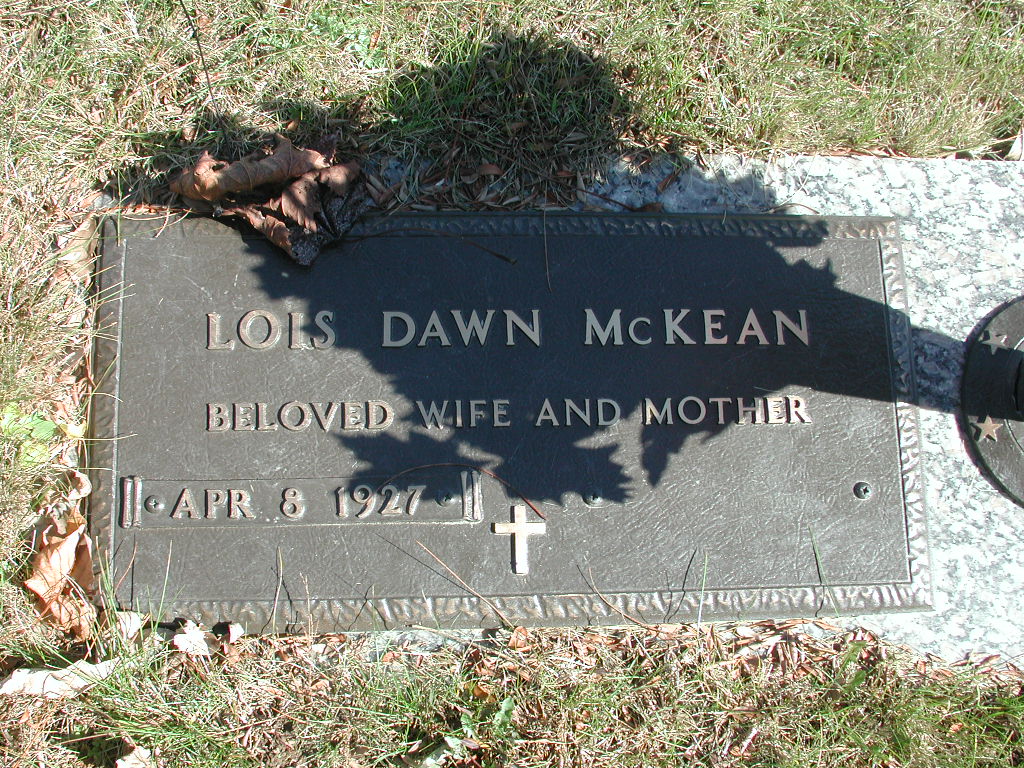 LOIS DAWN McKEAN
BELOVED WIFE AND MOTHER
APR 8 1927